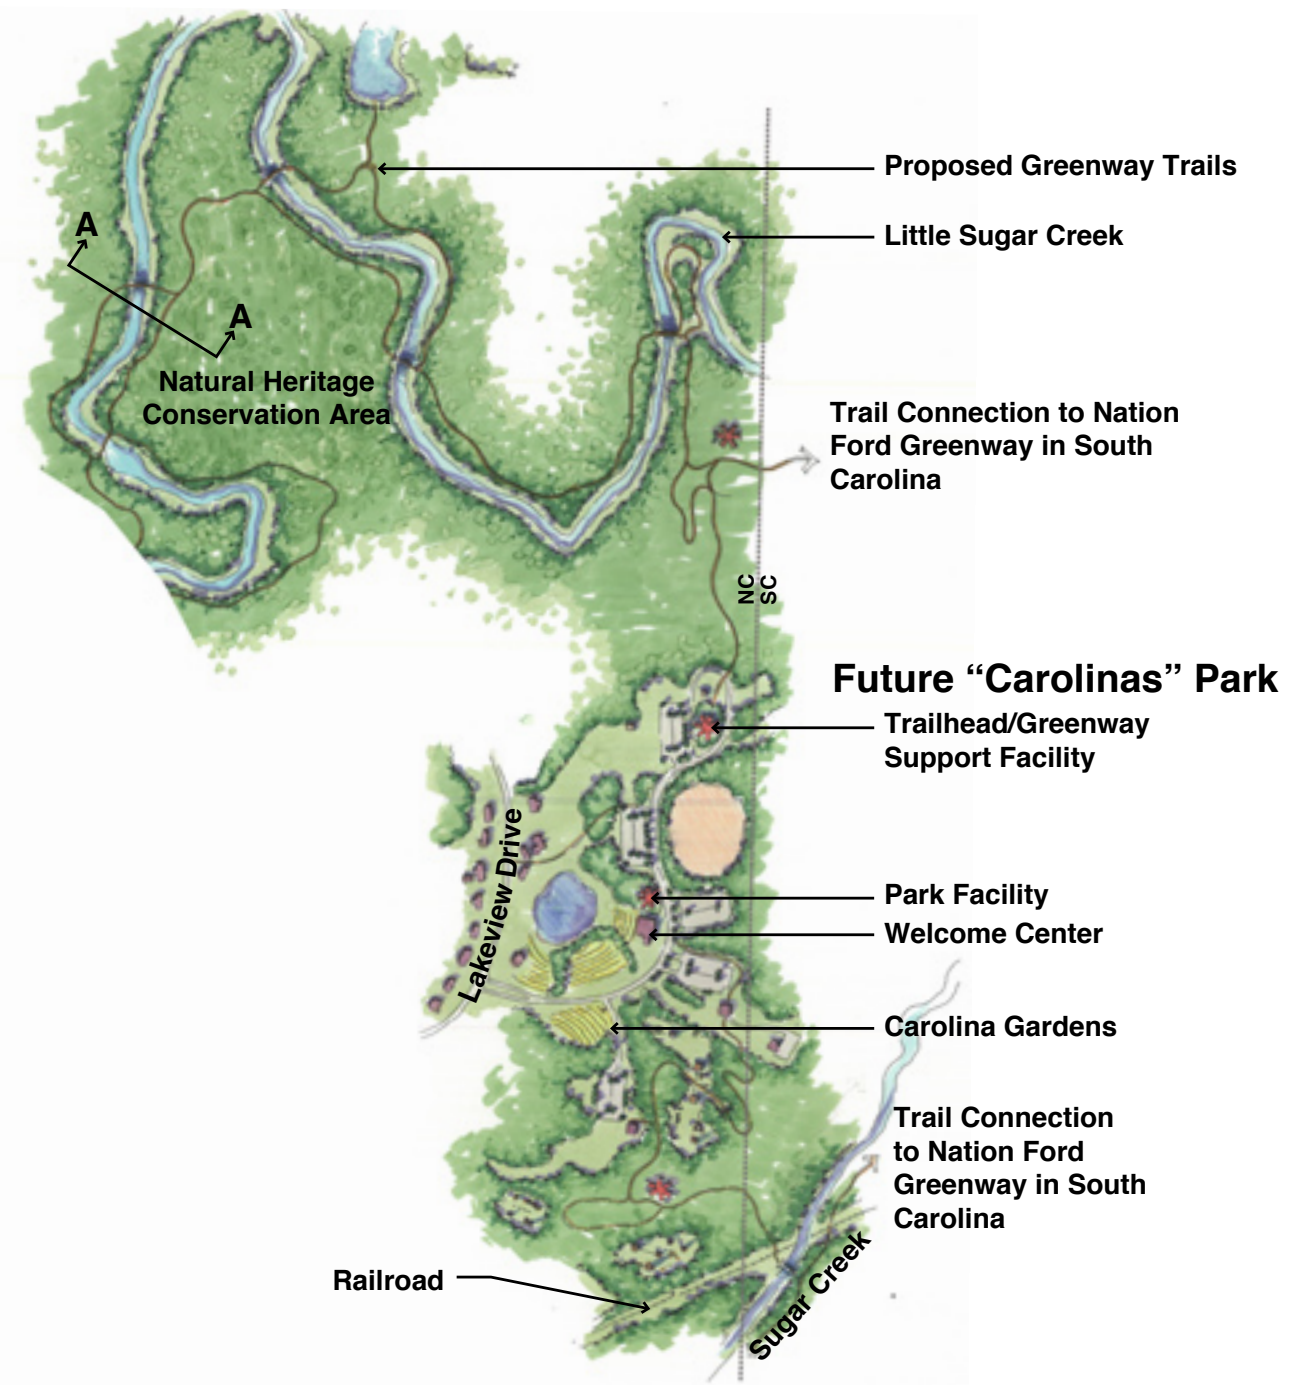 Proposed Greenway Trails
Little Sugar Creek
A
A
Natural Heritage
Conservation Area
Trail Connection to Nation
Ford Greenway in South
Carolina
NC
SC
Future “Carolinas” Park
Trailhead/Greenway
Support Facility
Lakeview Drive
Park Facility
Welcome Center
Carolina Gardens
Trail Connection
to Nation Ford
Greenway in South
Carolina
Railroad
Sugar Creek